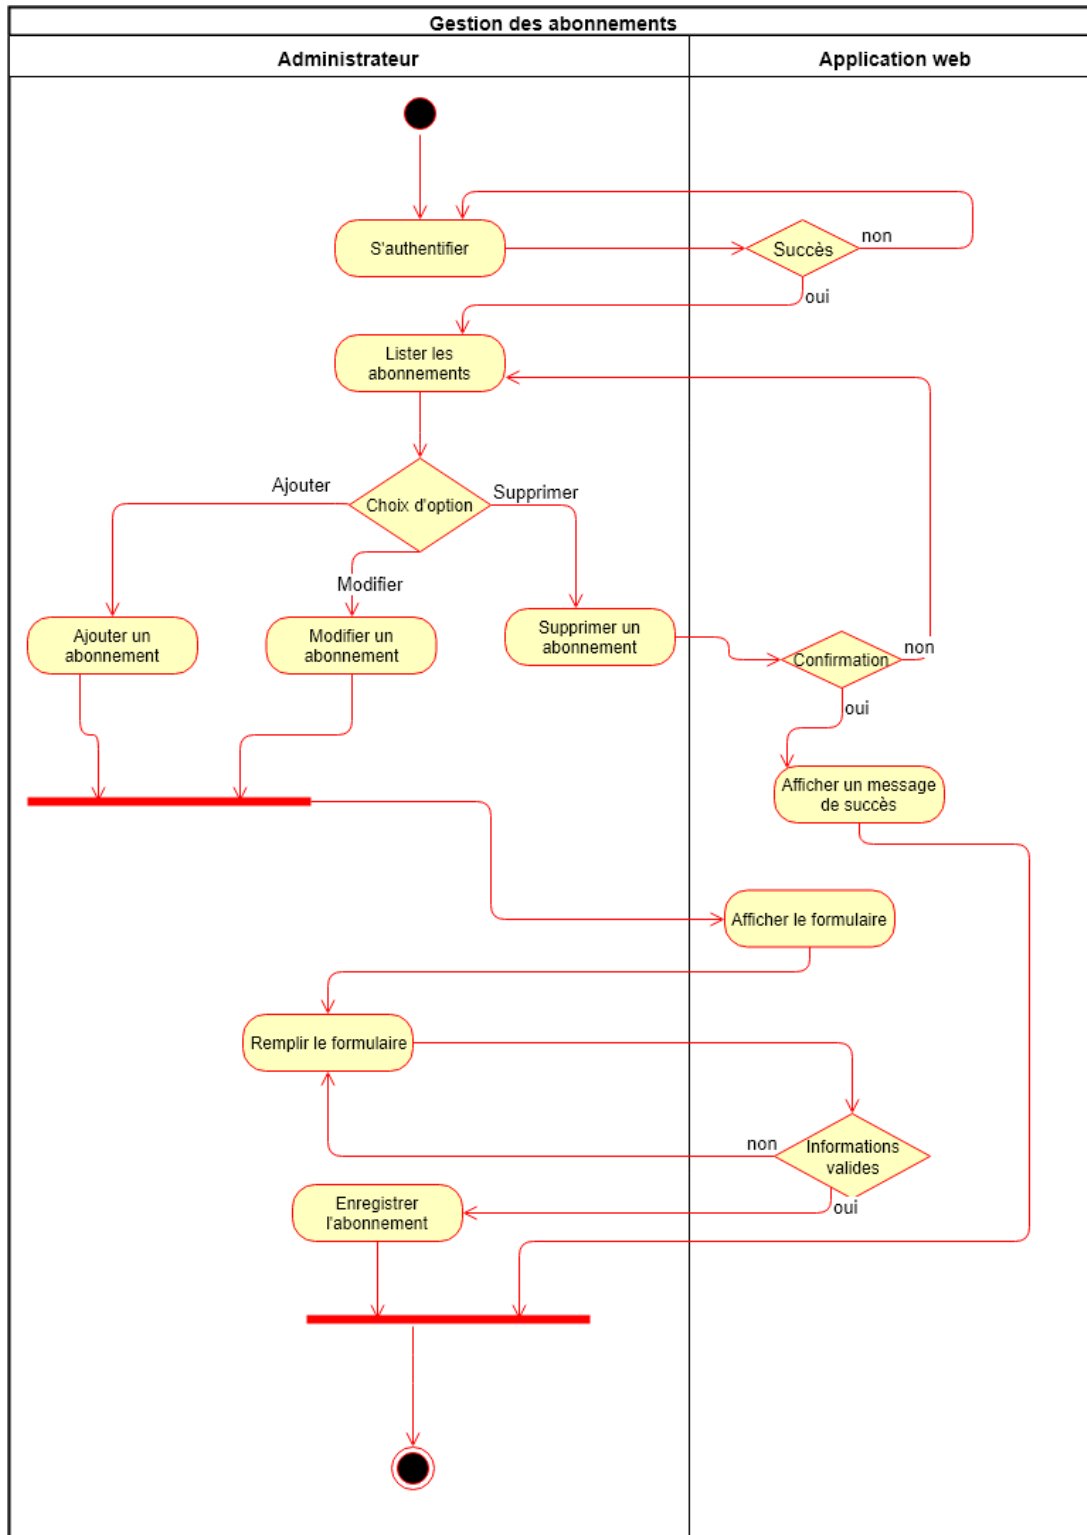 Gestion des abonnements
Administrateur
Application web
S'authentifier
Succès
non
oui
Lister les
abonnements
Ajouter
Choix d'option
Supprimer
Modifier
Ajouter un
abonnement
Modifier un
abonnement
Supprimer un
abonnement
Confirmation
non
oui
Afficher un message
de succès
Afficher le formulaire
Remplir le formulaire
non
Informations
valides
oui
Enregistrer
l'abonnement